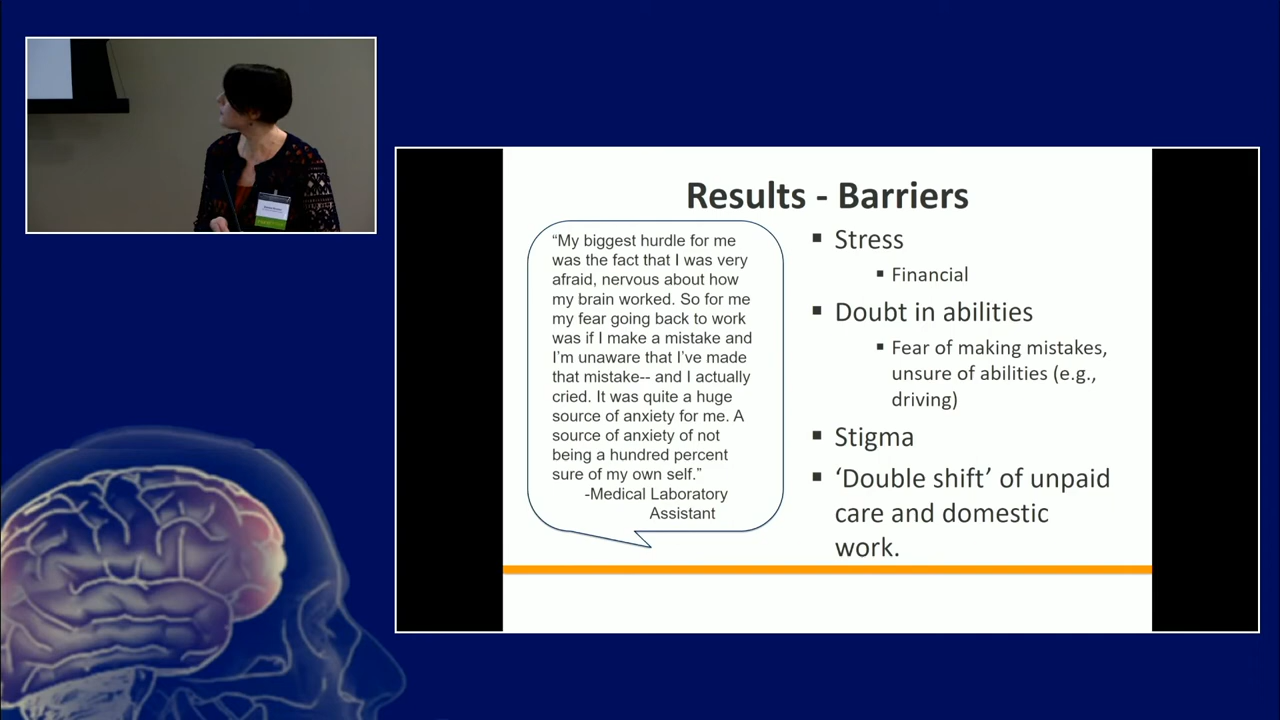 Results - Barriers
“My biggest hurdle for me
was the fact that I was very
afraid, nervous about how
my brain worked. So for me
my fear going back to work
was if I make a mistake and
I’m unaware that I’ve made
that mistake-- and I actually
cried. It was quite a huge
source of anxiety for me. A
source of anxiety of not
being a hundred percent
sure of my own self.”
-Medical Laboratory
Assistant
▪ Stress
▪ Financial
▪ Doubt in abilities
▪ Fear of making mistakes,
unsure of abilities (e.g.,
driving)
▪ Stigma
▪ ‘Double shift’ of unpaid
care and domestic
work.